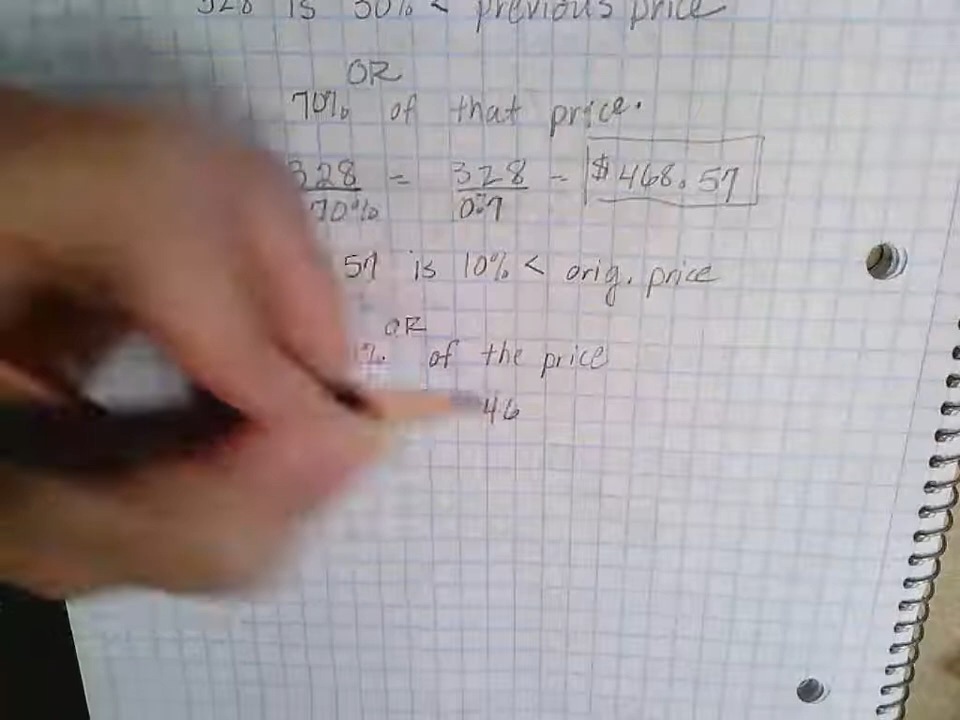 328 is 30% < previous price
OR
70% of that price.
328/70% = 328/0.7 = $468.57
57 is 10% < orig. price
OR
%. of the price
46